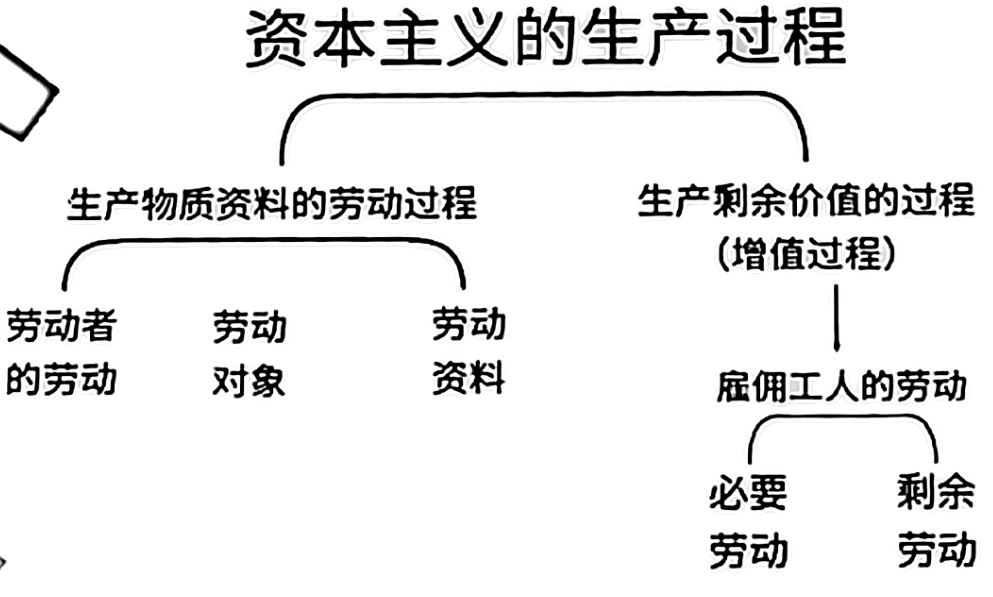 资本主义的生产过程
生产物质资料的劳动过程
生产剩余价值的过程
(增值过程)
劳动者
的劳动
劳动
对象
劳动
资料
雇佣工人的劳动
必要
劳动
剩余
劳动